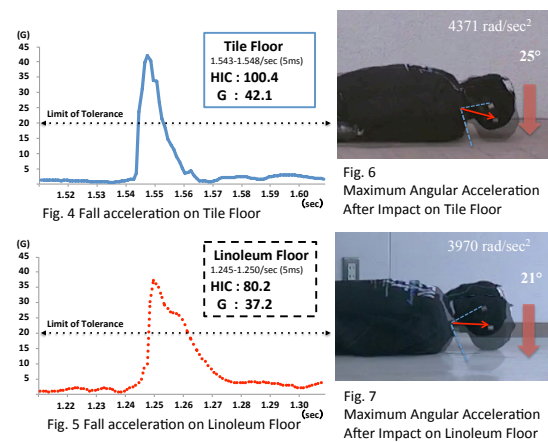 (G)
45
40
35
30
25
20
15
10
5
Limit of Tolerance
Tile Floor
1.543-1.548/sec (5ms)
HIC : 100.4
G : 42.1
1.52 1.53 1.54 1.55 1.56 1.57 1.58 1.59 1.60
(sec)
Fig. 4 Fall acceleration on Tile Floor
4371 rad/sec²
25°
Fig. 6
Maximum Angular Acceleration
After Impact on Tile Floor
(G)
45
40
35
30
25
20
15
10
5
Limit of Tolerance
Linoleum Floor
1.245-1.250/sec (5ms)
HIC : 80.2
G : 37.2
1.22 1.23 1.24 1.25 1.26 1.27 1.28 1.29 1.30
(sec)
Fig. 5 Fall acceleration on Linoleum Floor
3970 rad/sec²
21°
Fig. 7
Maximum Angular Acceleration
After Impact on Linoleum Floor